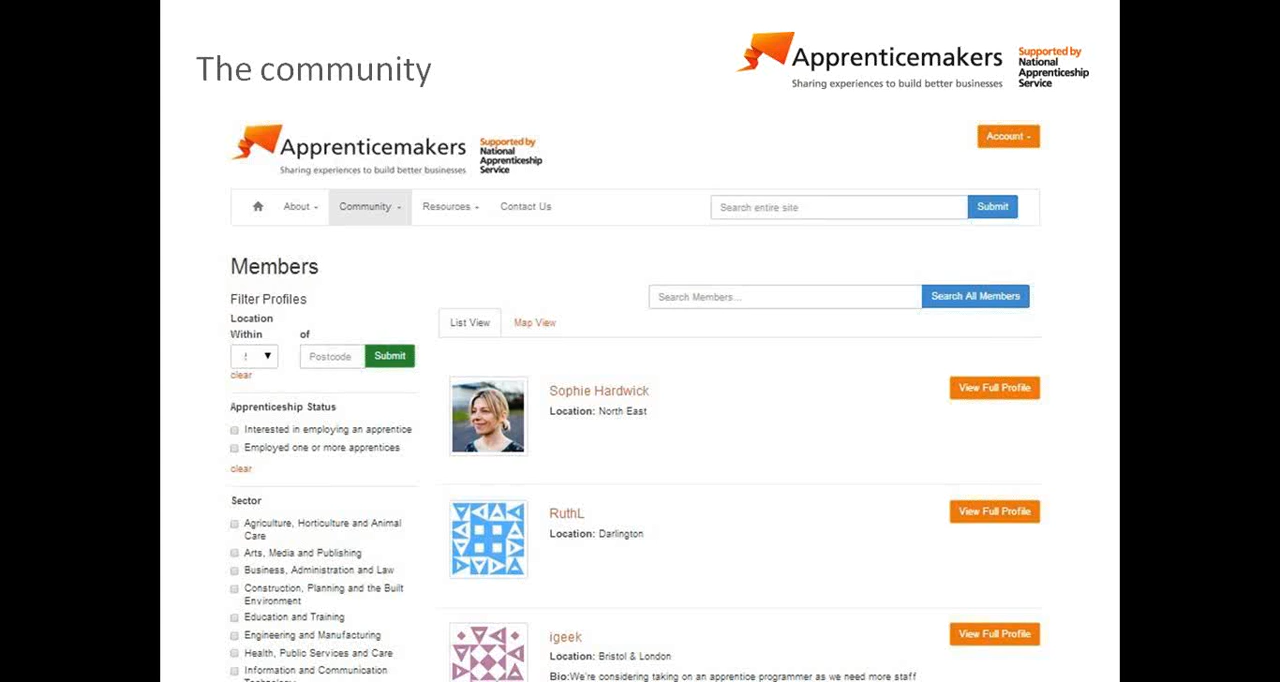 The community
Apprenticemakers
Sharing experiences to build better businesses
Supported by
National
Apprenticeship
Service
Apprenticemakers
Sharing experiences to build better businesses
Supported by
National
Apprenticeship
Service
Account
About
Community
Resources
Contact Us
Search entire site
Submit
Members
Filter Profiles
Location
Within
of
Postcode
Submit
clear
Apprenticeship Status
Interested in employing an apprentice
Employed one or more apprentices
clear
Sector
Agriculture, Horticulture and Animal
Care
Arts, Media and Publishing
Business, Administration and Law
Construction, Planning and the Built
Environment
Education and Training
Engineering and Manufacturing
Health, Public Services and Care
Information and Communication
Search Members...
Search All Members
List View
Map View
Sophie Hardwick
Location: North East
View Full Profile
RuthL
Location: Darlington
View Full Profile
igeek
Location: Bristol & London
Bio:We're considering taking on an apprentice programmer as we need more staff
View Full Profile